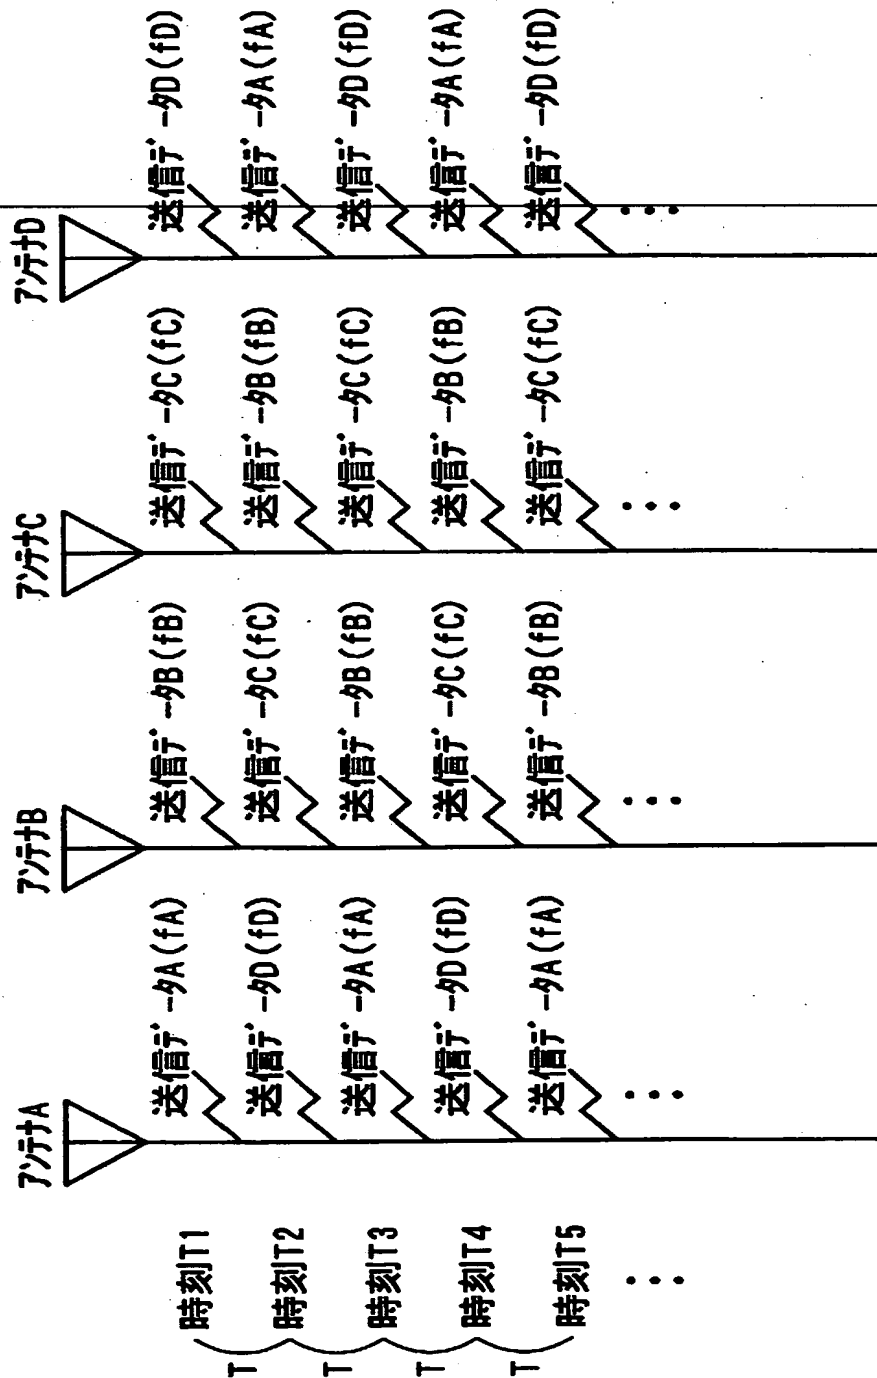 アンテナA
アンテナB
アンテナC
アンテナD
時刻T1
送信データA(fA)
送信データB(fB)
送信データC(fC)
送信データD(fD)
T
時刻T2
送信データD(fD)
送信データC(fC)
送信データB(fB)
送信データA(fA)
T
時刻T3
送信データA(fA)
送信データB(fB)
送信データC(fC)
送信データD(fD)
T
時刻T4
送信データD(fD)
送信データC(fC)
送信データB(fB)
送信データA(fA)
T
時刻T5
送信データA(fA)
送信データB(fB)
送信データC(fC)
送信データD(fD)